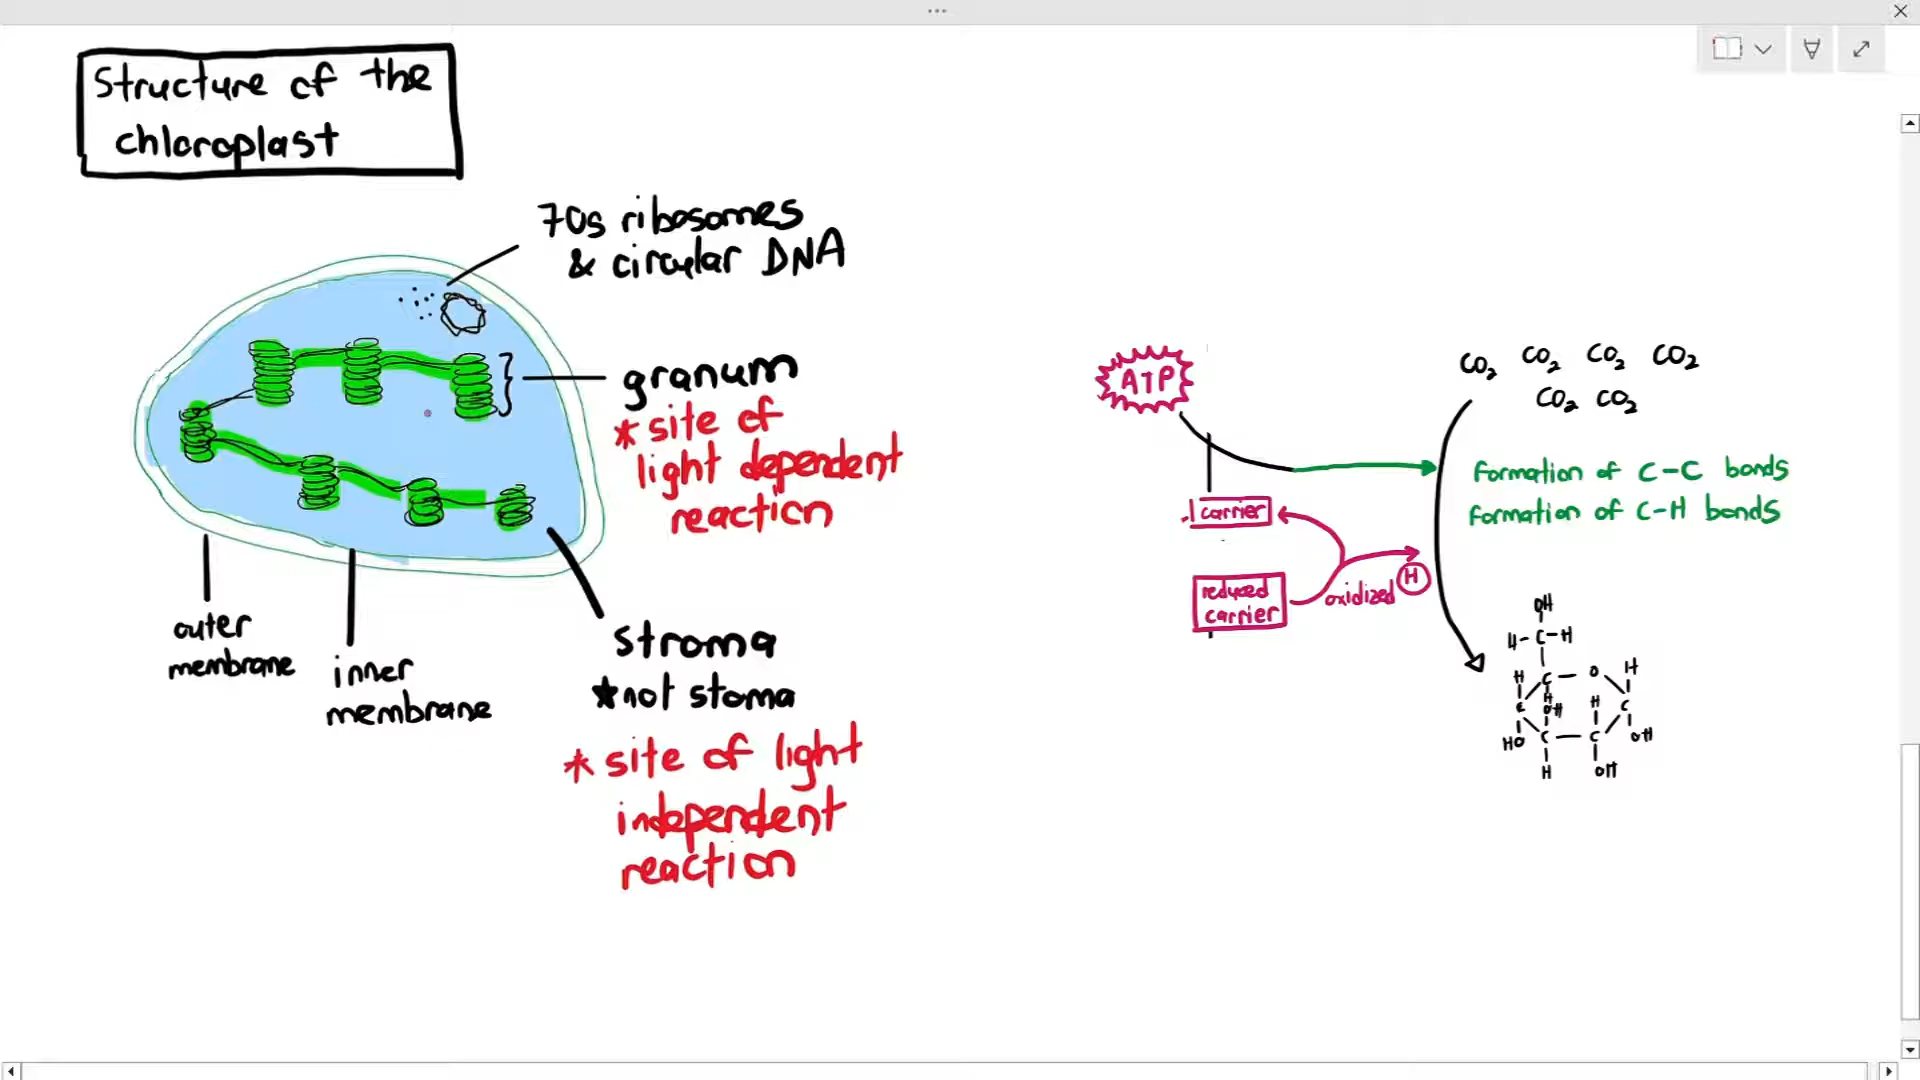 Structure of the
chloroplast
70s ribosomes
& circular DNA
granum
* site of
light dependent
reaction
outer
membrane
inner
membrane
stroma
* not stoma
* site of light
independent
reaction
ATP
carrier
reduced
carrier
oxidized
H
CO2 CO2 CO2 CO2
CO2 CO2
formation of C-C bonds
formation of C-H bonds
OH
H-C-H
H C O H
C H OH H C
HO C C OH
H OH